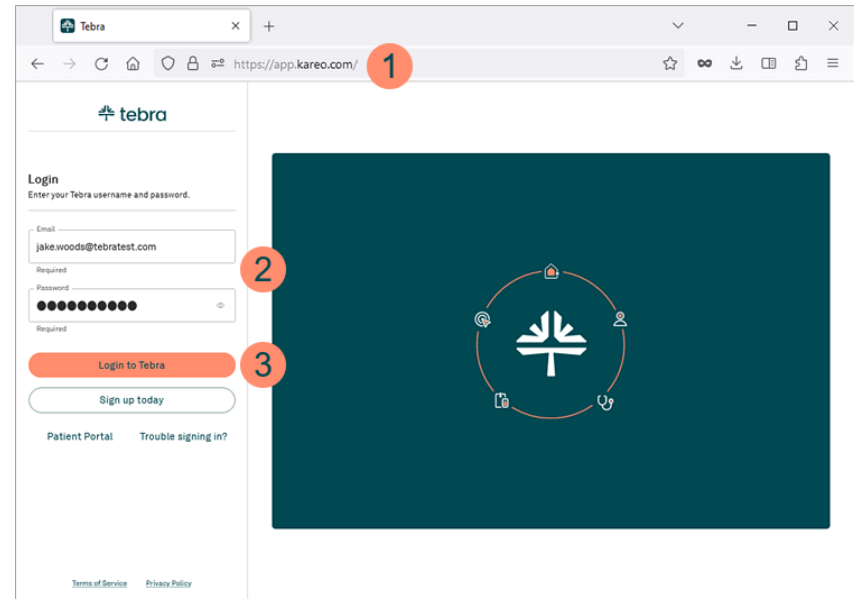 Tebra
https://app.kareo.com/
1
tebra
Login
Enter your Tebra username and password.
Email
jake.woods@tebratest.com
Required
2
Password
Required
Login to Tebra
3
Sign up today
Patient Portal Trouble signing in?
Terms of Service Privacy Policy